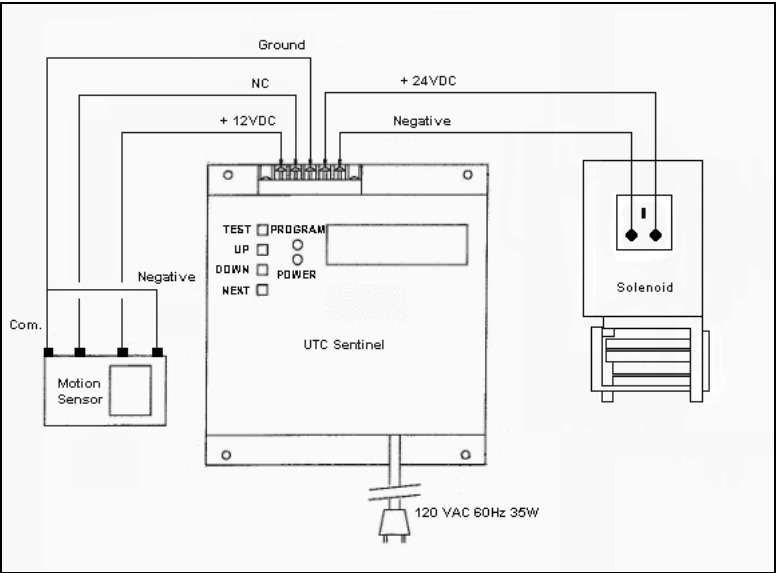 Ground
NC
+ 24VDC
+ 12VDC
Negative
TEST PROGRAM
UP
DOWN POWER
NEXT
Negative
Com.
UTC Sentinel
Motion
Sensor
I
Solenoid
120 VAC 60Hz 35W